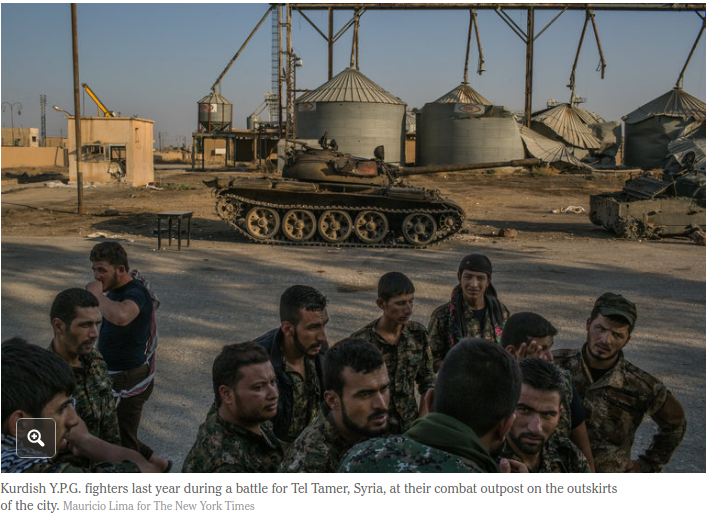 Kurdish Y.P.G. fighters last year during a battle for Tel Tamer, Syria, at their combat outpost on the outskirts
of the city. Mauricio Lima for The New York Times